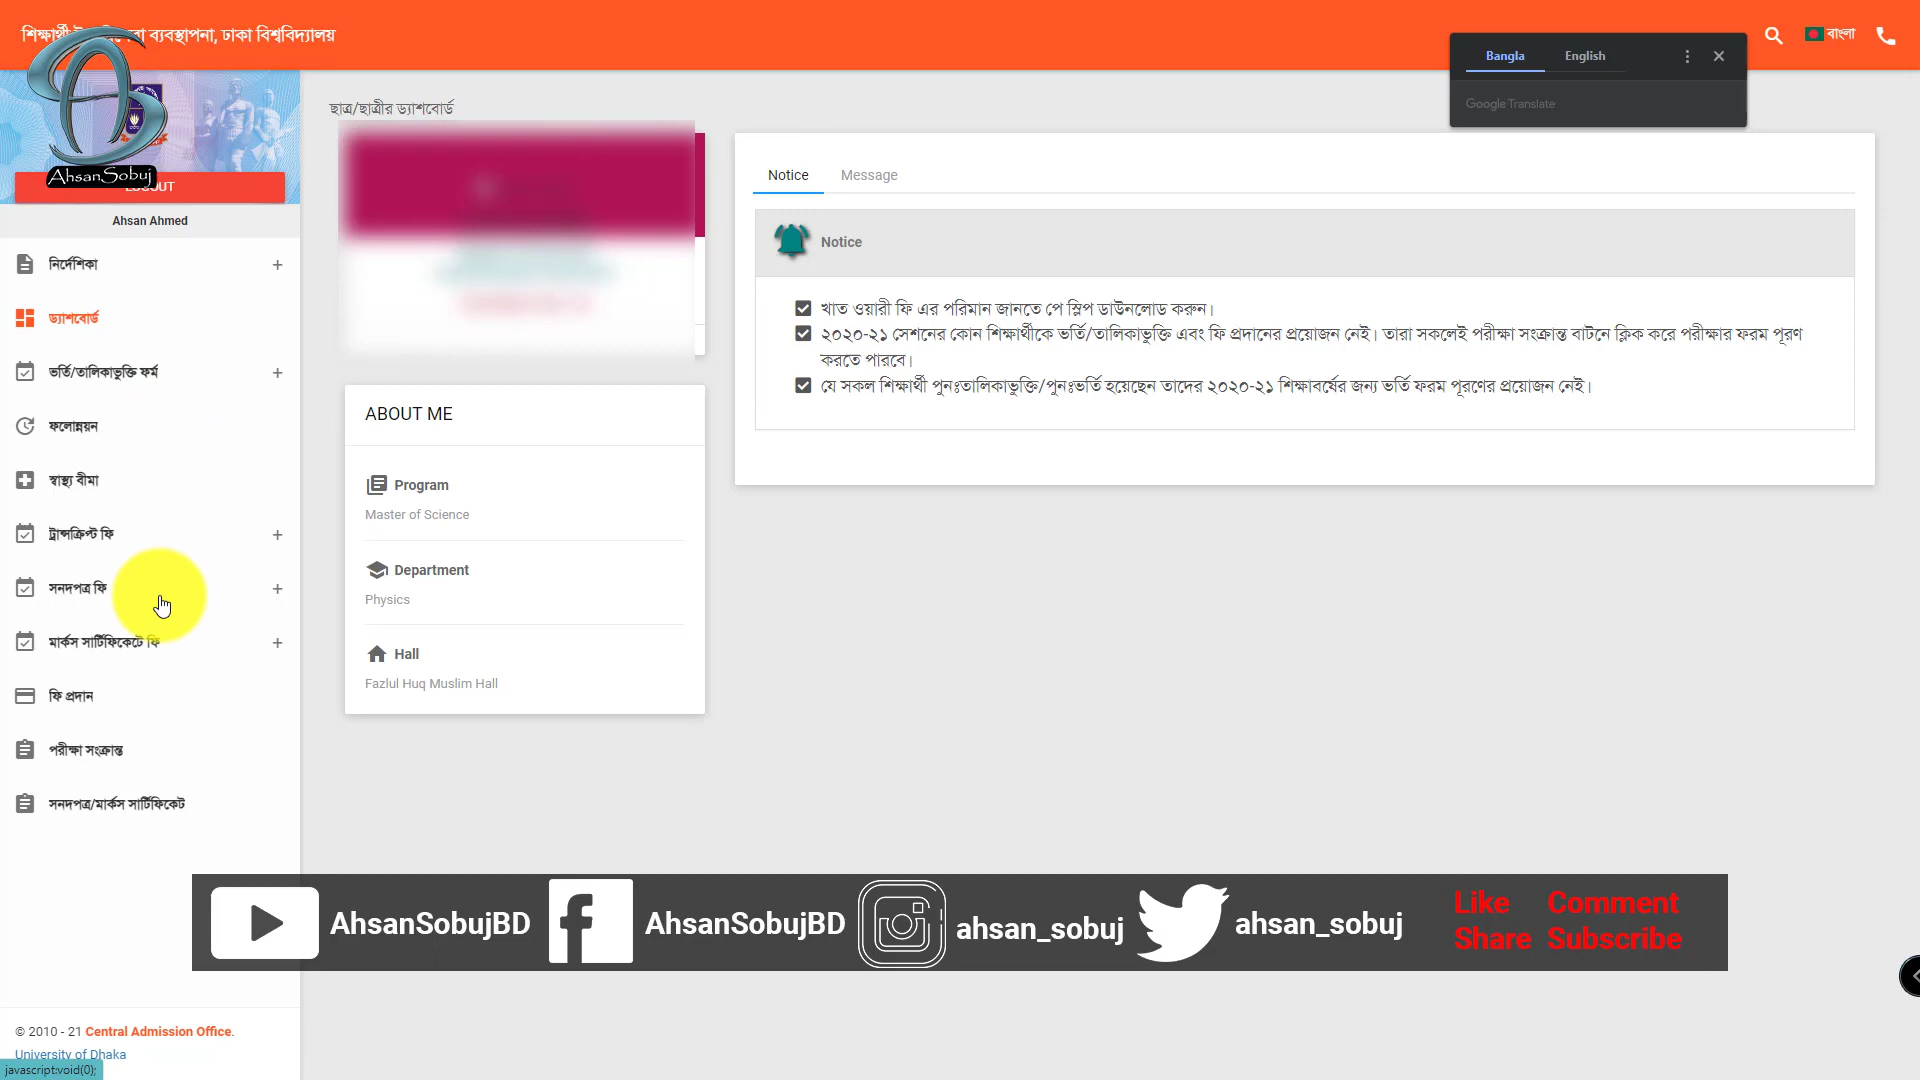 শিক্ষার্থী ব্যবস্থাপনা, ঢাকা বিশ্ববিদ্যালয়
বাংলা
Bangla
English
Google Translate
AhsanSobuj
LOGOUT
Ahsan Ahmed
নির্দেশিকা
ড্যাশবোর্ড
ভর্তি/তালিকাভুক্তি ফর্ম
ফলোন্নয়ন
স্বাস্থ্য বীমা
ট্রান্সক্রিপ্ট ফি
সনদপত্র ফি
মার্কস সার্টিফিকেটে ফি
ফি প্রদান
পরীক্ষা সংক্রান্ত
সনদপত্র/মার্কস সার্টিফিকেট
© 2010 - 21 Central Admission Office.
University of Dhaka
javascript:void(0);
ছাত্র/ছাত্রীর ড্যাশবোর্ড
ABOUT ME
Program
Master of Science
Department
Physics
Hall
Fazlul Huq Muslim Hall
Notice
Message
Notice
খাত ওয়ারী ফি এর পরিমান জানতে পে স্লিপ ডাউনলোড করুন।
২০২০-২১ সেশনের কোন শিক্ষার্থীকে ভর্তি/তালিকাভুক্তি এবং ফি প্রদানের প্রয়োজন নেই। তারা সকলেই পরীক্ষা সংক্রান্ত বাটনে ক্লিক করে পরীক্ষার ফরম পূরণ
করতে পারবে।
যে সকল শিক্ষার্থী পুনঃতালিকাভুক্তি/পুনঃভর্তি হয়েছেন তাদের ২০২০-২১ শিক্ষাবর্ষের জন্য ভর্তি ফরম পূরণের প্রয়োজন নেই।
AhsanSobujBD
AhsanSobujBD
ahsan_sobuj
ahsan_sobuj
Like Comment
Share Subscribe